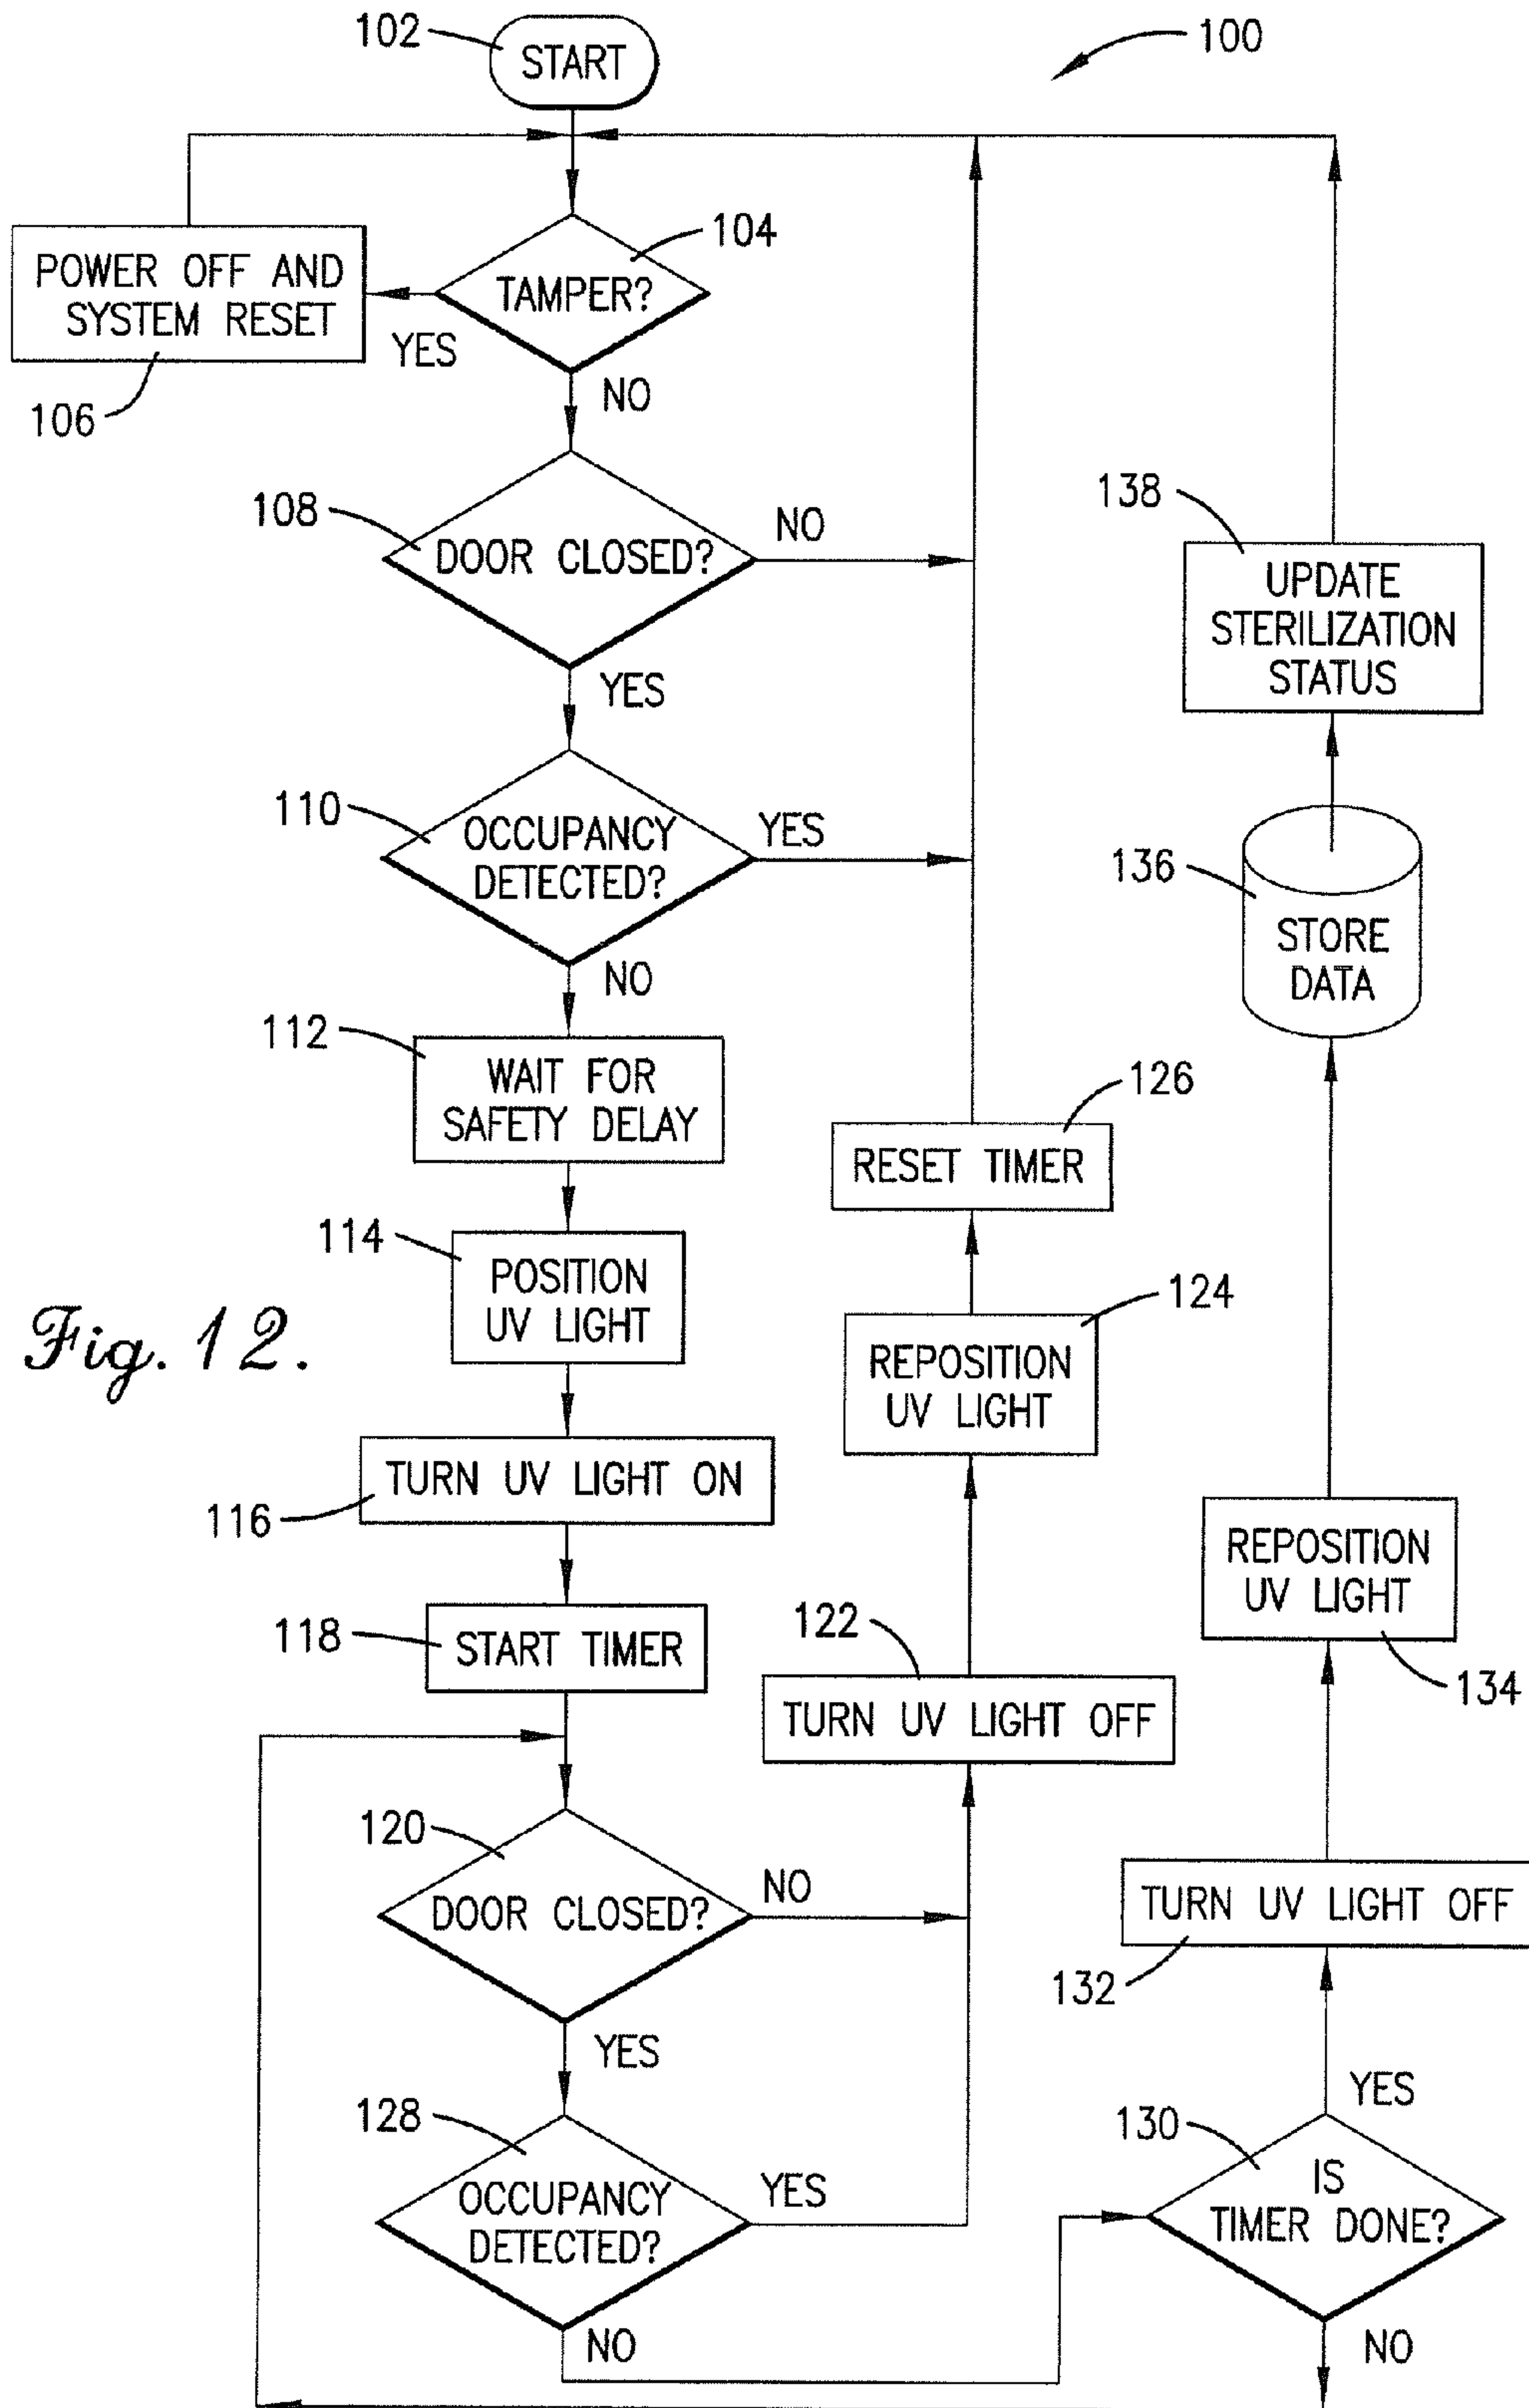 102
START
100
104
TAMPER?
POWER OFF AND
SYSTEM RESET
YES
106
NO
108
DOOR CLOSED?
NO
YES
110
OCCUPANCY
DETECTED?
YES
NO
112
WAIT FOR
SAFETY DELAY
114
POSITION
UV LIGHT
Fig. 12.
116
TURN UV LIGHT ON
118
START TIMER
120
DOOR CLOSED?
NO
YES
128
OCCUPANCY
DETECTED?
YES
NO
122
TURN UV LIGHT OFF
124
REPOSITION
UV LIGHT
126
RESET TIMER
130
IS
TIMER DONE?
YES
NO
132
TURN UV LIGHT OFF
134
REPOSITION
UV LIGHT
136
STORE
DATA
138
UPDATE
STERILIZATION
STATUS